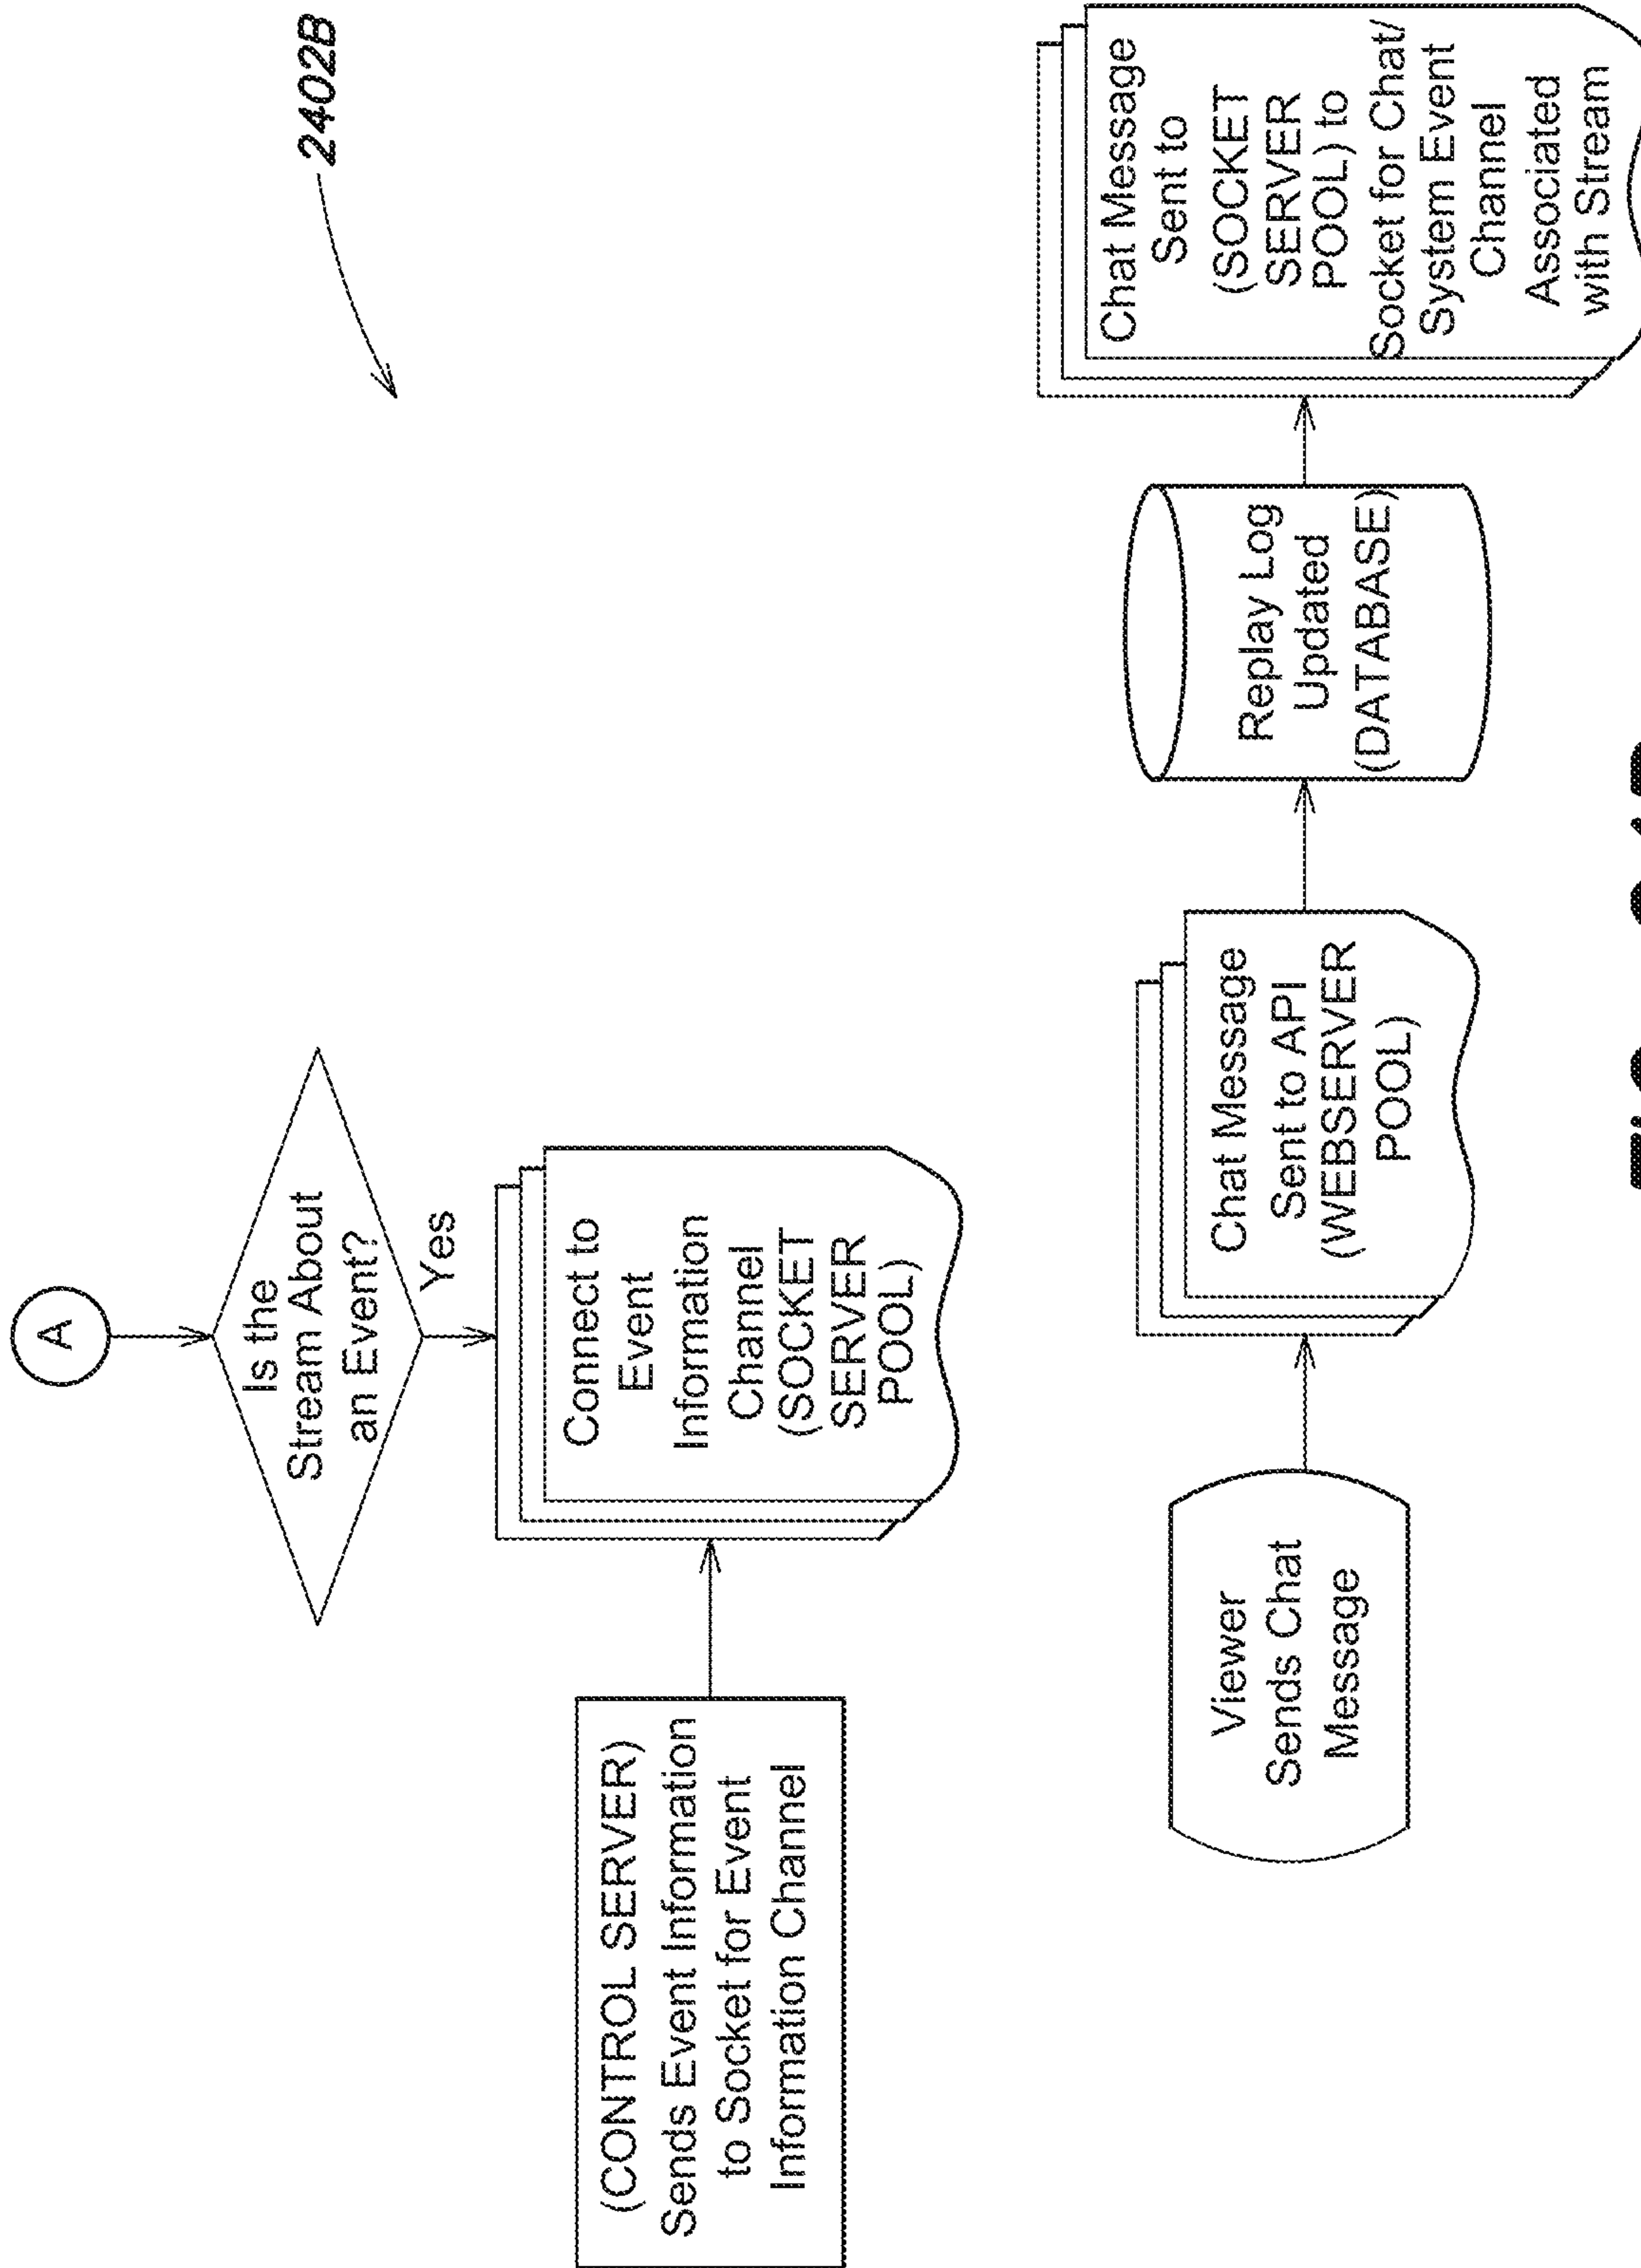 2402B
A
Is the
Stream About
an Event?
Yes
(CONTROL SERVER)
Sends Event Information
to Socket for Event
Information Channel
Connect to
Event
Information
Channel
(SOCKET
SERVER
POOL)
Viewer
Sends Chat
Message
Chat Message
Sent to API
(WEBSERVER
POOL)
Replay Log
Updated
(DATABASE)
Chat Message
Sent to
(SOCKET
SERVER
POOL) to
Socket for Chat/
System Event
Channel
Associated
with Stream